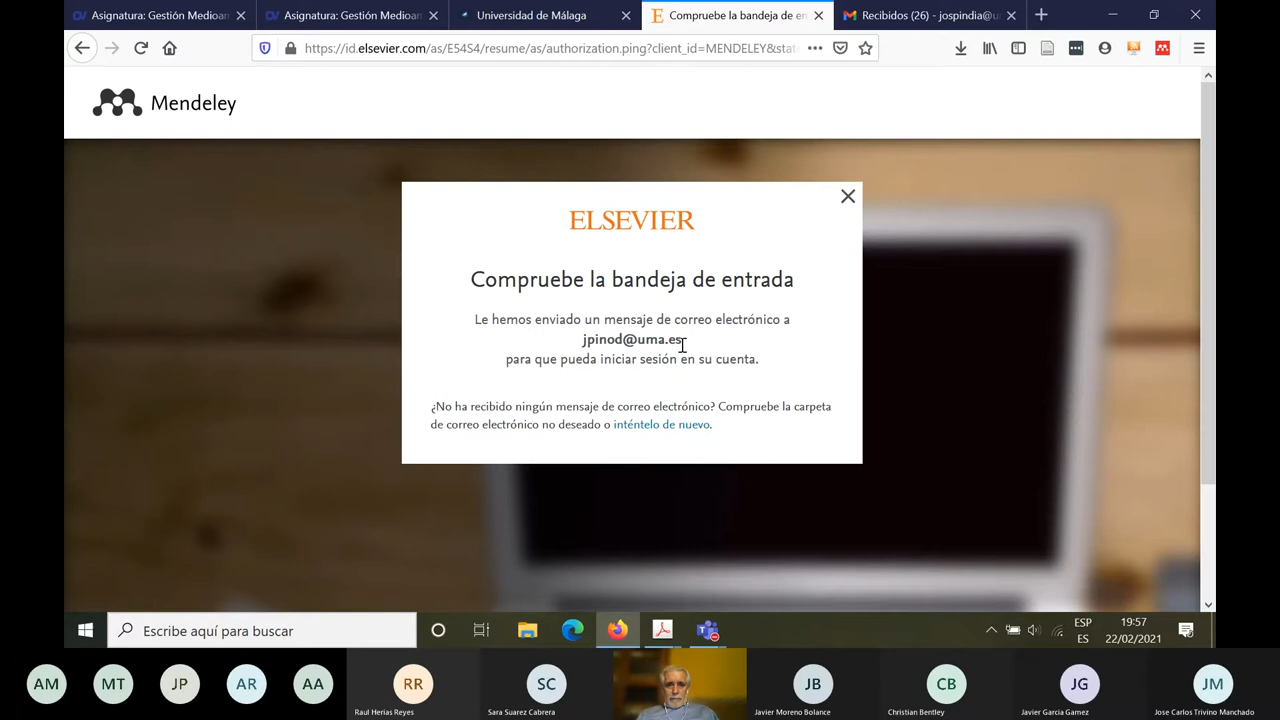 Asignatura: Gestión Medioan
Asignatura: Gestión Medioan
Universidad de Málaga
Compruebe la bandeja de en
Recibidos (26) - jospindia@u
https://id.elsevier.com/as/E54S4/resume/as/authorization.ping?client_id=MENDELEY&stat
Mendeley
ELSEVIER
Compruebe la bandeja de entrada
Le hemos enviado un mensaje de correo electrónico a
jpinod@uma.es
para que pueda iniciar sesión en su cuenta.
¿No ha recibido ningún mensaje de correo electrónico? Compruebe la carpeta
de correo electrónico no deseado o inténtelo de nuevo.
Escribe aquí para buscar
ESP
ES
19:57
22/02/2021
AM
MT
JP
AR
AA
RR
SC
JB
CB
JG
JM
Raul Herias Reyes
Sara Suarez Cabrera
Javier Moreno Bolance
Christian Bentley
Javier Garcia Gamez
Jose Carlos Trivino Manchado